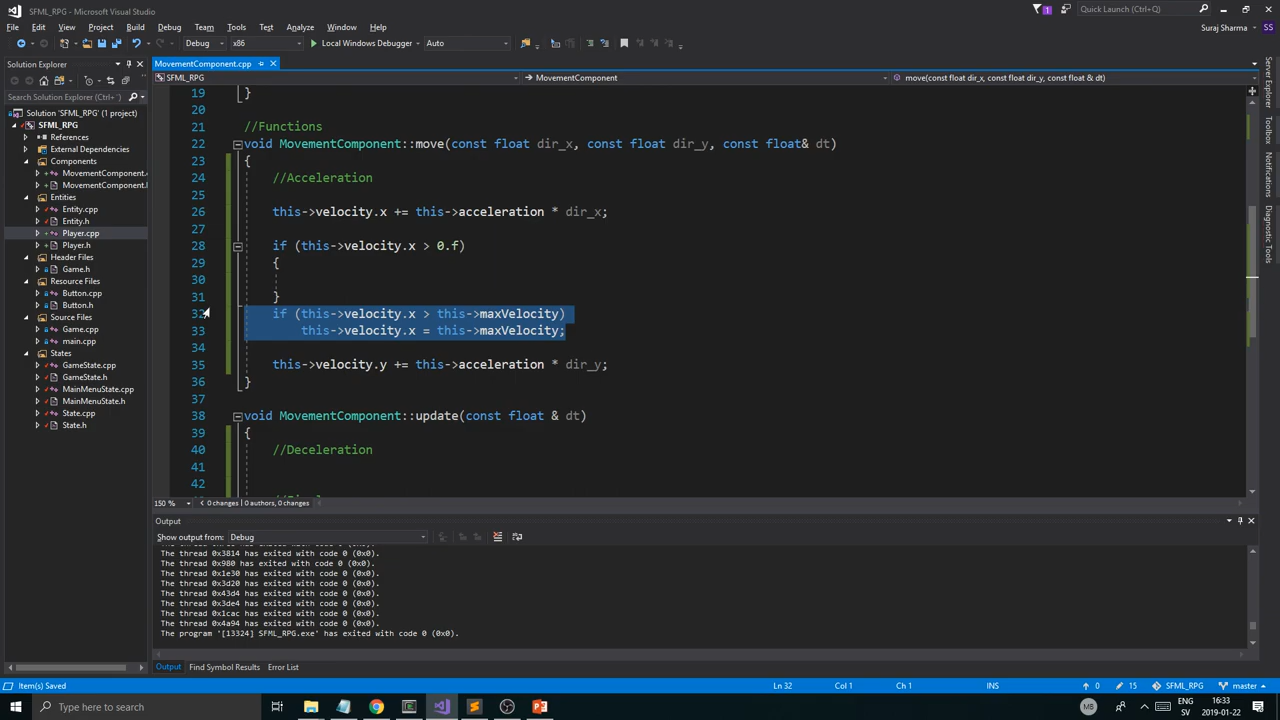 SFML_RPG - Microsoft Visual Studio
1
Quick Launch (Ctrl+Q)
File Edit View Project Build Debug Team Tools Test Analyze Window Help
Suraj Sharma
SS
Debug x86 Local Windows Debugger Auto
Solution Explorer
MovementComponent.cpp
SFML_RPG
MovementComponent
move(const float dir_x, const float dir_y, const float & dt)
Search Solution Explorer (Ctrl+
Solution 'SFML_RPG' (1 project)
SFML_RPG
References
External Dependencies
Components
MovementComponent.
MovementComponent.
Entities
Entity.cpp
Entity.h
Player.cpp
Player.h
Header Files
Game.h
Resource Files
Button.cpp
Button.h
Source Files
Game.cpp
main.cpp
States
GameState.cpp
GameState.h
MainMenuState.cpp
MainMenuState.h
State.cpp
State.h
19 }
20
21 //Functions
22 void MovementComponent::move(const float dir_x, const float dir_y, const float& dt)
23 {
24 //Acceleration
25
26 this->velocity.x += this->acceleration * dir_x;
27
28 if (this->velocity.x > 0.f)
29 {
30
31 }
32 if (this->velocity.x > this->maxVelocity)
33 this->velocity.x = this->maxVelocity;
34
35 this->velocity.y += this->acceleration * dir_y;
36 }
37
38 void MovementComponent::update(const float & dt)
39 {
40 //Deceleration
41
42
150 %
0 changes | 0 authors, 0 changes
Server Explorer
Toolbox
Notifications
Diagnostic Tools
Output
Show output from: Debug
The thread 0x3814 has exited with code 0 (0x0).
The thread 0x980 has exited with code 0 (0x0).
The thread 0x1e30 has exited with code 0 (0x0).
The thread 0x3d20 has exited with code 0 (0x0).
The thread 0x43d4 has exited with code 0 (0x0).
The thread 0x3de4 has exited with code 0 (0x0).
The thread 0x1cac has exited with code 0 (0x0).
The thread 0x4a94 has exited with code 0 (0x0).
The program '[13324] SFML_RPG.exe' has exited with code 0 (0x0).
Output Find Symbol Results Error List
Item(s) Saved Ln 32 Col 1 Ch 1 INS 0 15 SFML_RPG master
Type here to search
MB
ENG
SV
16:33
2019-01-22